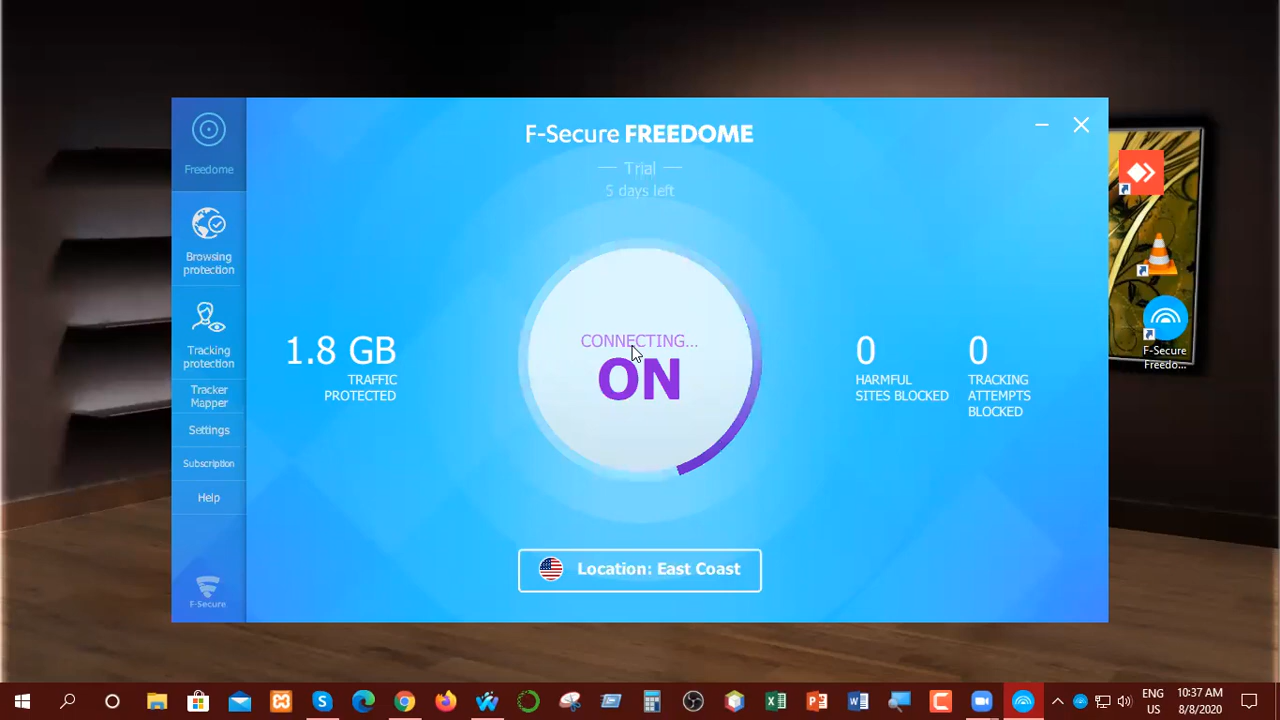 F-Secure FREEDOME
Trial
5 days left
Freedome
Browsing
protection
Tracking
protection
Tracker
Mapper
Settings
Subscription
Help
F-Secure
1.8 GB
TRAFFIC
PROTECTED
CONNECTING...
ON
0
HARMFUL
SITES BLOCKED
0
TRACKING
ATTEMPTS
BLOCKED
Location: East Coast
F-Secure
Freedo...
ENG
US
10:37 AM
8/8/2020